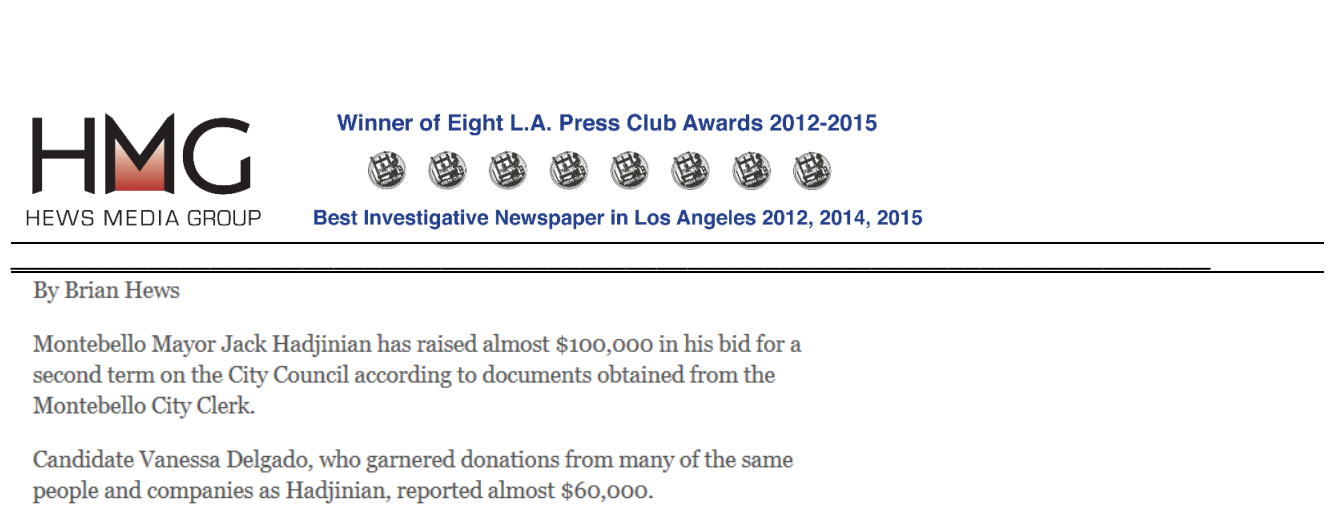 HMG
HEWS MEDIA GROUP
Winner of Eight L.A. Press Club Awards 2012-2015
Best Investigative Newspaper in Los Angeles 2012, 2014, 2015
By Brian Hews
Montebello Mayor Jack Hadjinian has raised almost $100,000 in his bid for a
second term on the City Council according to documents obtained from the
Montebello City Clerk.
Candidate Vanessa Delgado, who garnered donations from many of the same
people and companies as Hadjinian, reported almost $60,000.